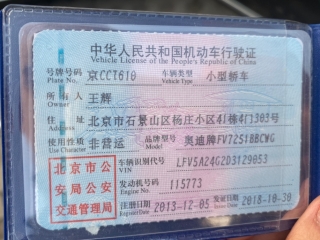 中华人民共和国机动车行驶证
Vehicle License of the People's Republic of China
号牌号码 京CCT610 车辆类型 小型轿车
Plate No. Vehicle Type
所有人 王辉
Owner
住址 北京市石景山区杨庄小区41栋4门303号
Address
使用性质 非营运 品牌型号 奥迪牌FV7251BBCWG
Use Character Model
北京市公
安局公安
交通管理局
车辆识别代号 LFV5A24G2D3129053
VIN
发动机号码 115773
Engine No.
注册日期 2013-12-05 发证日期 2018-10-30
Register Date Issue Date